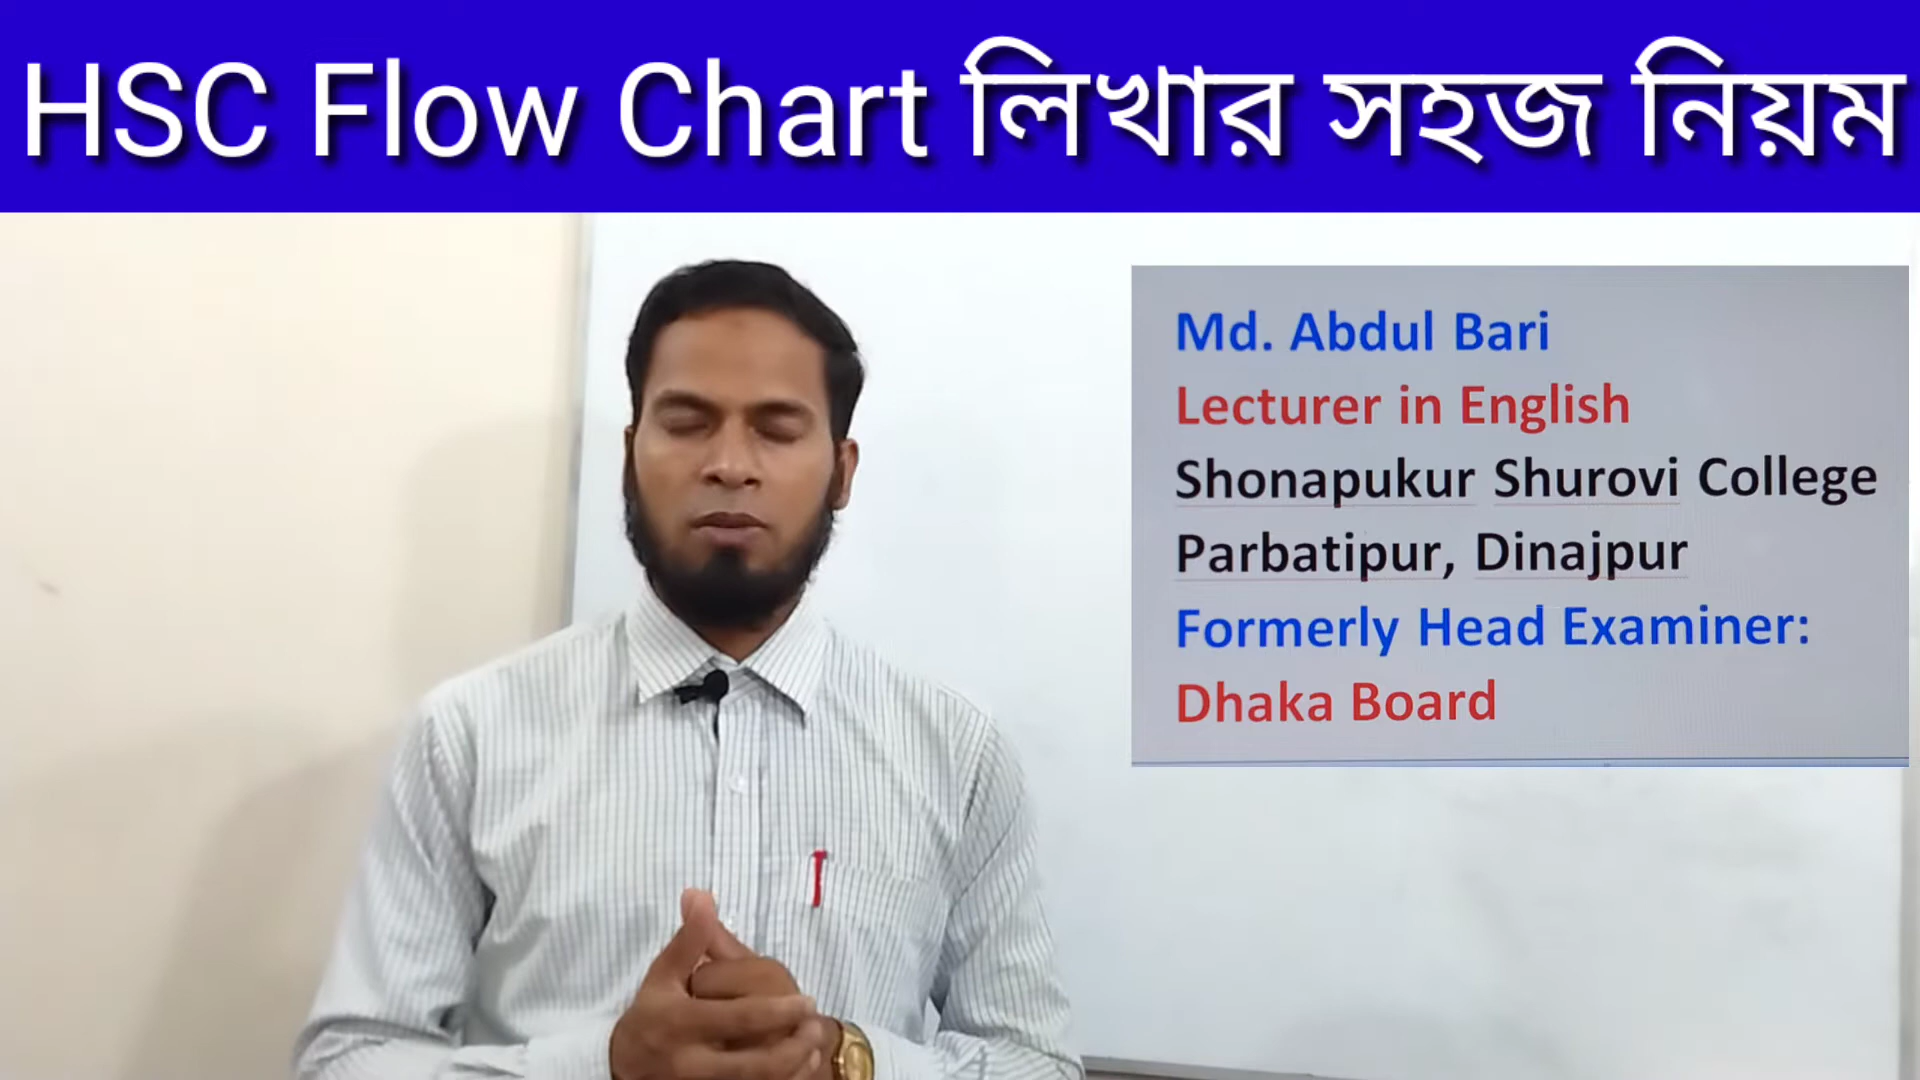 HSC Flow Chart লিখার সহজ নিয়ম
Md. Abdul Bari
Lecturer in English
Shonapukur Shurovi College
Parbatipur, Dinajpur
Formerly Head Examiner:
Dhaka Board